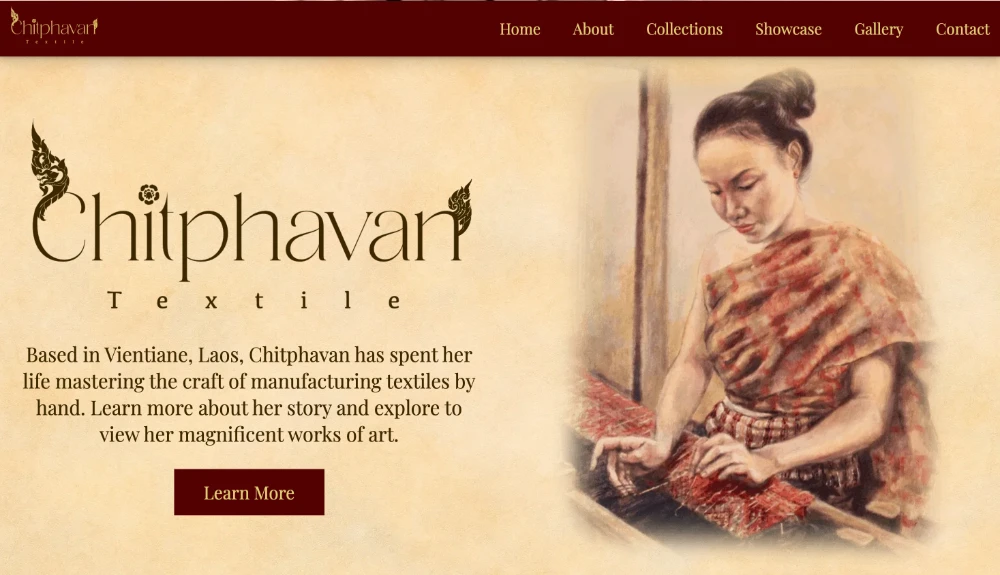 Chitphavan
Textile
Home About Collections Showcase Gallery Contact
Chitphavan
Textile
Based in Vientiane, Laos, Chitphavan has spent her
life mastering the craft of manufacturing textiles by
hand. Learn more about her story and explore to
view her magnificent works of art.
Learn More